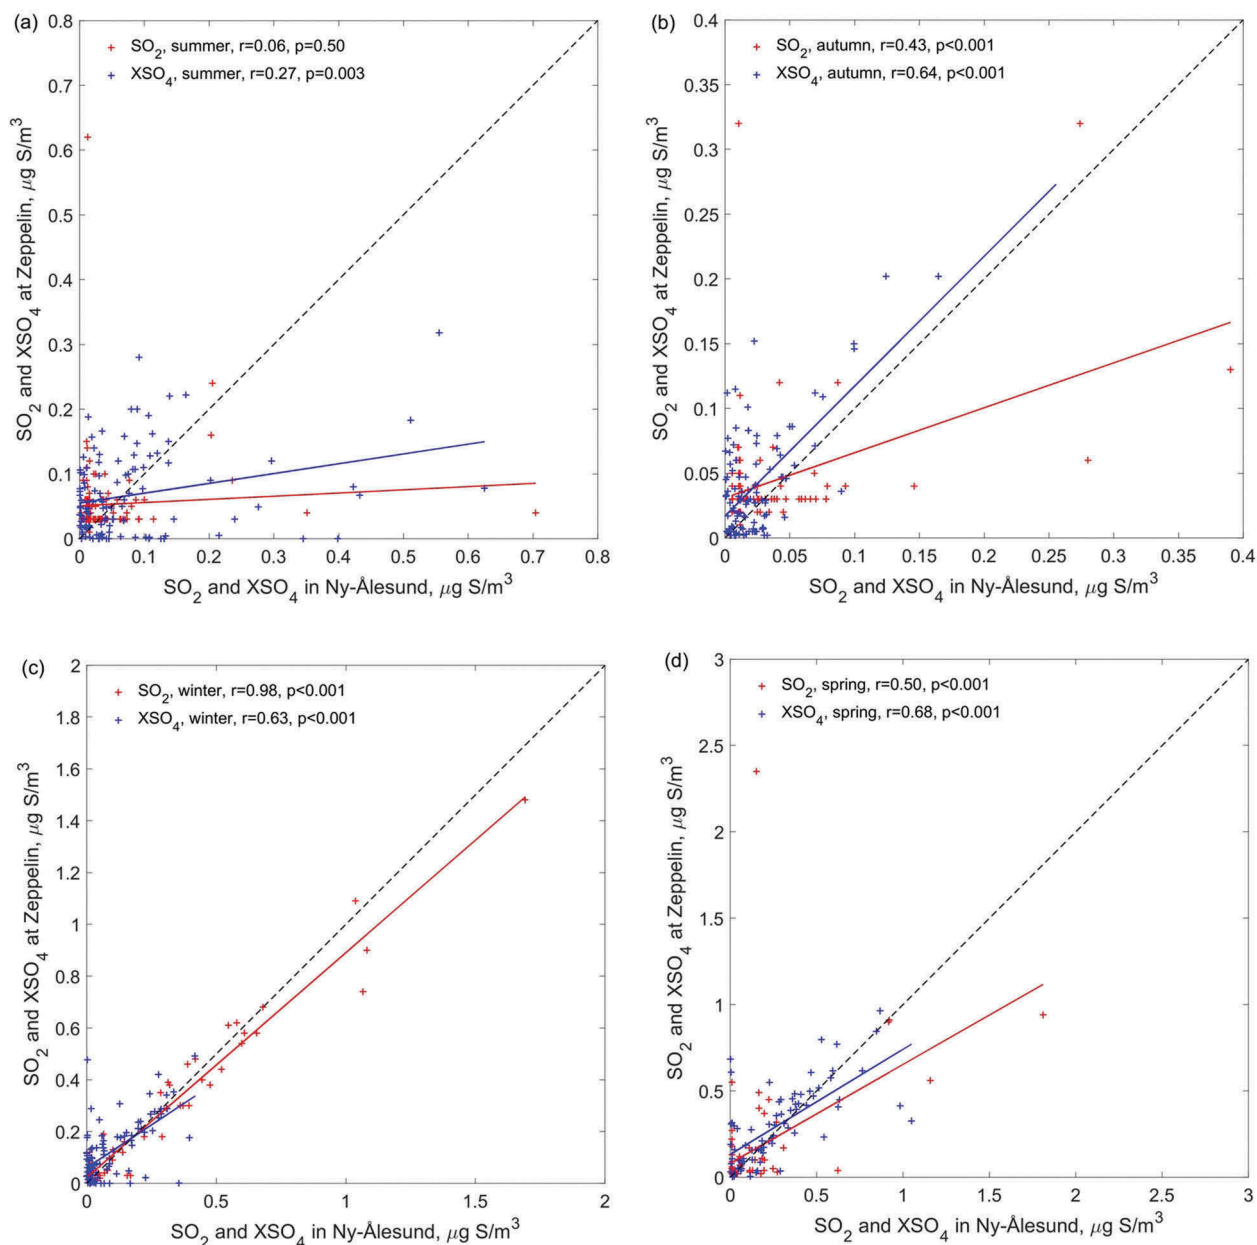 (a)
SO2, summer, r=0.06, p=0.50
XSO4, summer, r=0.27, p=0.003
SO2 and XSO4 at Zeppelin, μg S/m3
0.8
0.7
0.6
0.5
0.4
0.3
0.2
0.1
0
0 0.1 0.2 0.3 0.4 0.5 0.6 0.7 0.8
SO2 and XSO4 in Ny-Ålesund, μg S/m3
(b)
SO2, autumn, r=0.43, p<0.001
XSO4, autumn, r=0.64, p<0.001
SO2 and XSO4 at Zeppelin, μg S/m3
0.4
0.35
0.3
0.25
0.2
0.15
0.1
0.05
0
0 0.05 0.1 0.15 0.2 0.25 0.3 0.35 0.4
SO2 and XSO4 in Ny-Ålesund, μg S/m3
(c)
SO2, winter, r=0.98, p<0.001
XSO4, winter, r=0.63, p<0.001
SO2 and XSO4 at Zeppelin, μg S/m3
2
1.8
1.6
1.4
1.2
1
0.8
0.6
0.4
0.2
0
0 0.5 1 1.5 2
SO2 and XSO4 in Ny-Ålesund, μg S/m3
(d)
SO2, spring, r=0.50, p<0.001
XSO4, spring, r=0.68, p<0.001
SO2 and XSO4 at Zeppelin, μg S/m3
3
2.5
2
1.5
1
0.5
0
0 0.5 1 1.5 2 2.5 3
SO2 and XSO4 in Ny-Ålesund, μg S/m3